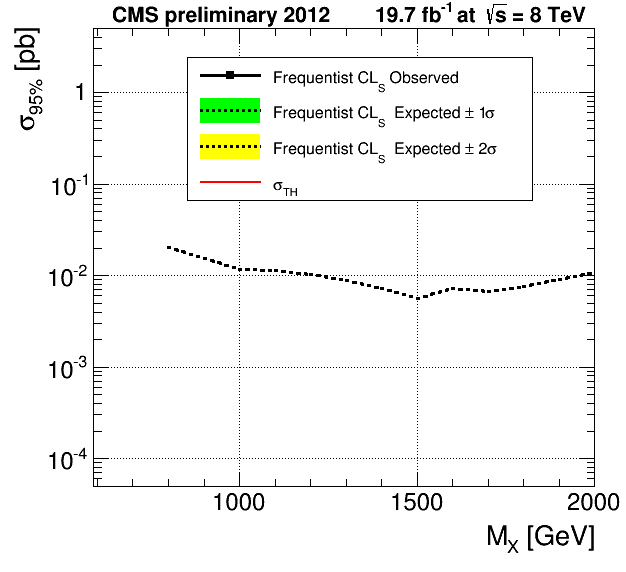 CMS preliminary 2012 19.7 fb⁻¹ at √s = 8 TeV
σ95% [pb]
Frequentist CLS Observed
Frequentist CLS Expected ± 1σ
Frequentist CLS Expected ± 2σ
σTH
1
10⁻¹
10⁻²
10⁻³
10⁻⁴
1000 1500 2000
MX [GeV]